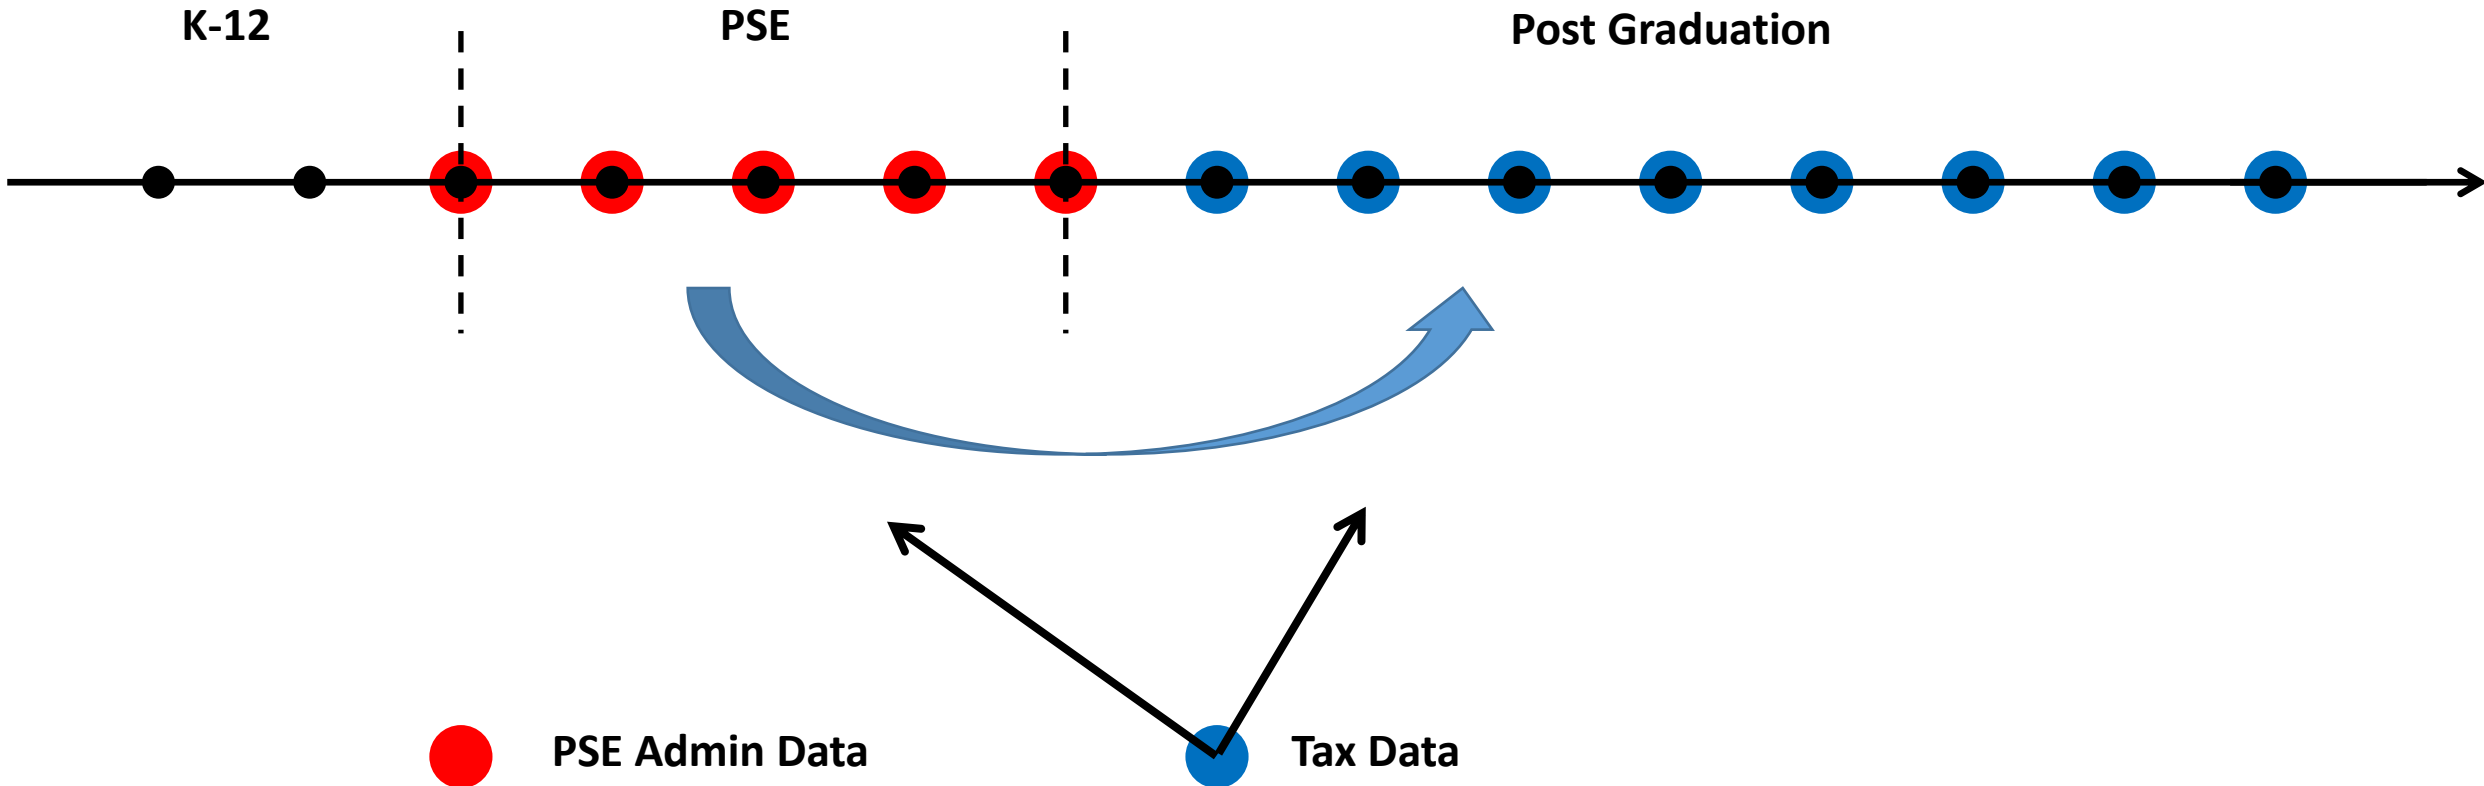 K-12
PSE
Post Graduation
PSE Admin Data
Tax Data